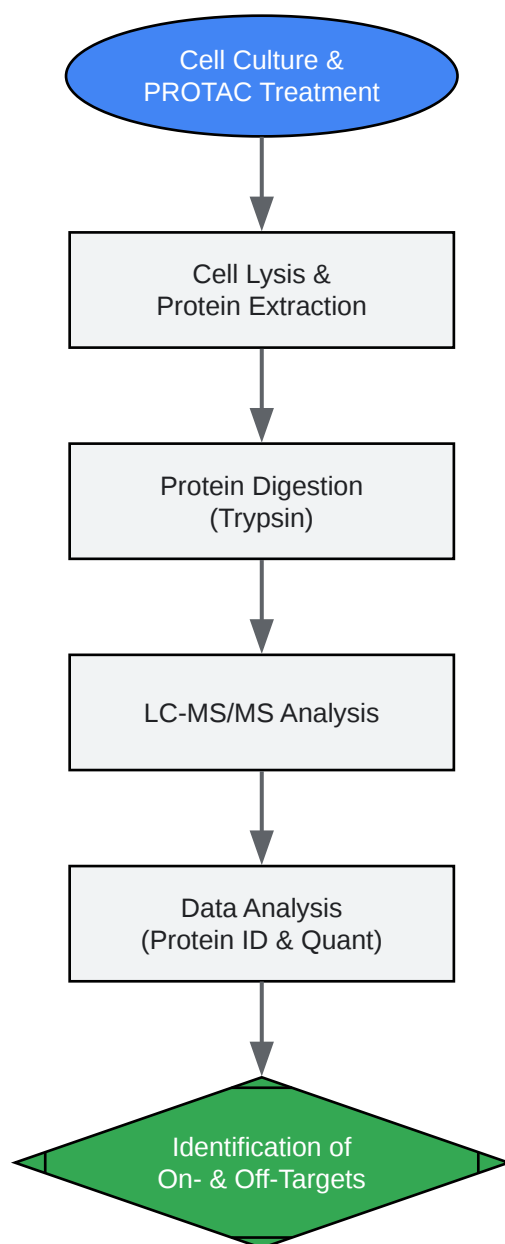 Cell Culture &
PROTAC Treatment
Cell Lysis &
Protein Extraction
Protein Digestion
(Trypsin)
LC-MS/MS Analysis
Data Analysis
(Protein ID & Quant)
Identification of
On- & Off-Targets